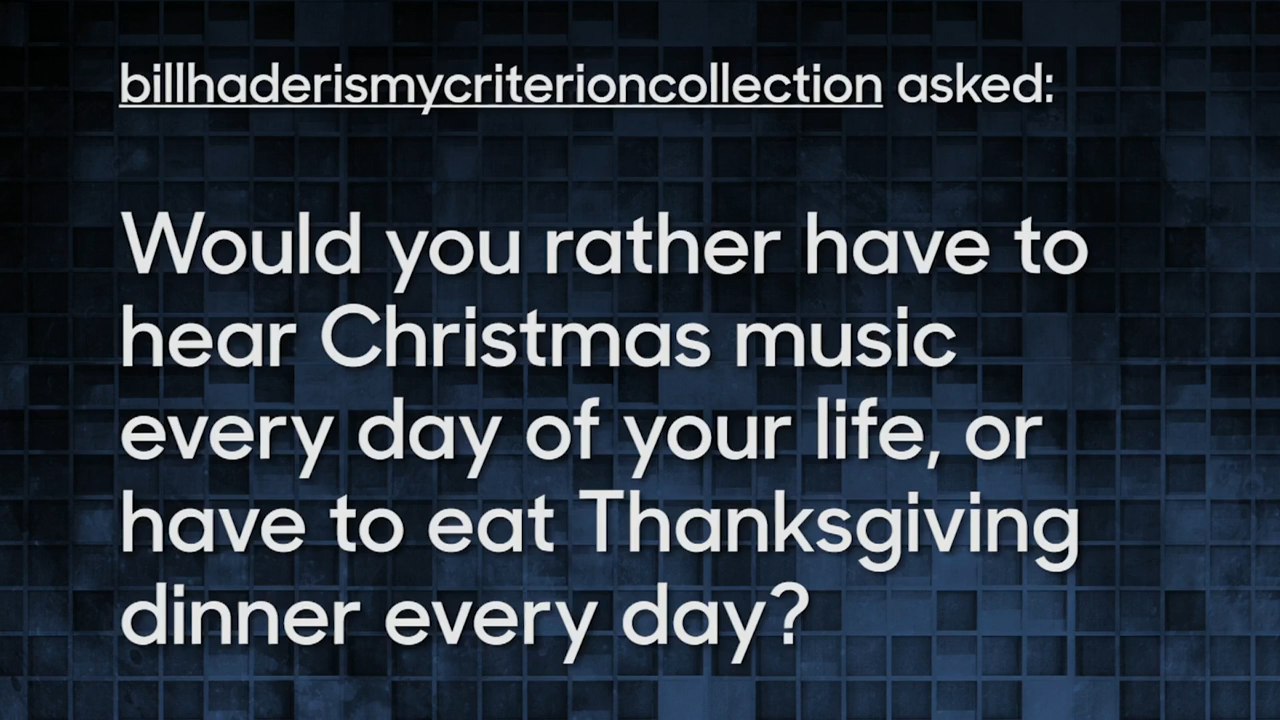 billhaderismycriterioncollection asked:
Would you rather have to
hear Christmas music
every day of your life, or
have to eat Thanksgiving
dinner every day?